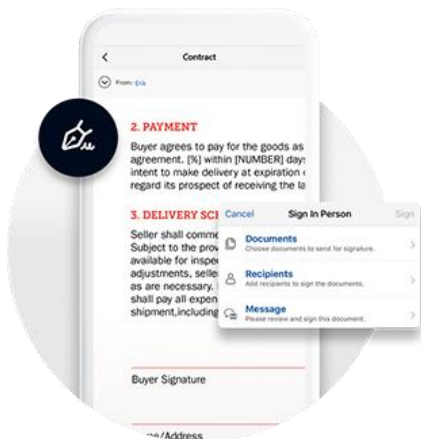 Contract
From: Erik
2. PAYMENT
Buyer agrees to pay for the goods as
agreement. [%] within [NUMBER] days
intent to make delivery at expiration
regard its prospect of receiving the la
3. DELIVERY SCH
Seller shall comme
Subject to the prov
available for inspec
adjustments, selle
as are necessary.
shall pay all expen
shipment,including
Buyer Signature
me/Address
Cancel Sign In Person Sign
Documents
Choose documents to send for signature.
Recipients
Add recipients to sign the documents.
Message
Please review and sign this document.